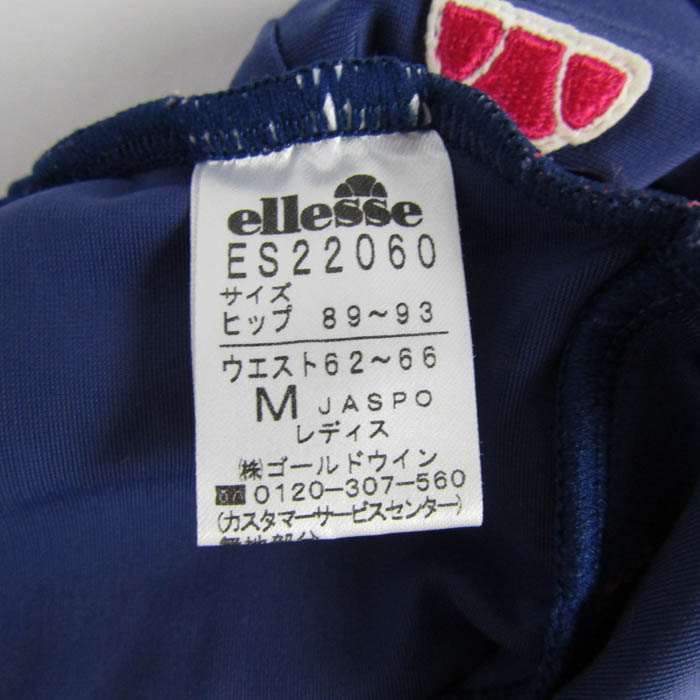 ellesse
ES22060
サイズ
ヒップ 89～93
ウエスト62～66
M JASPO
レディス
(株)ゴールドウイン
0120-307-560
(カスタマーサービスセンター)